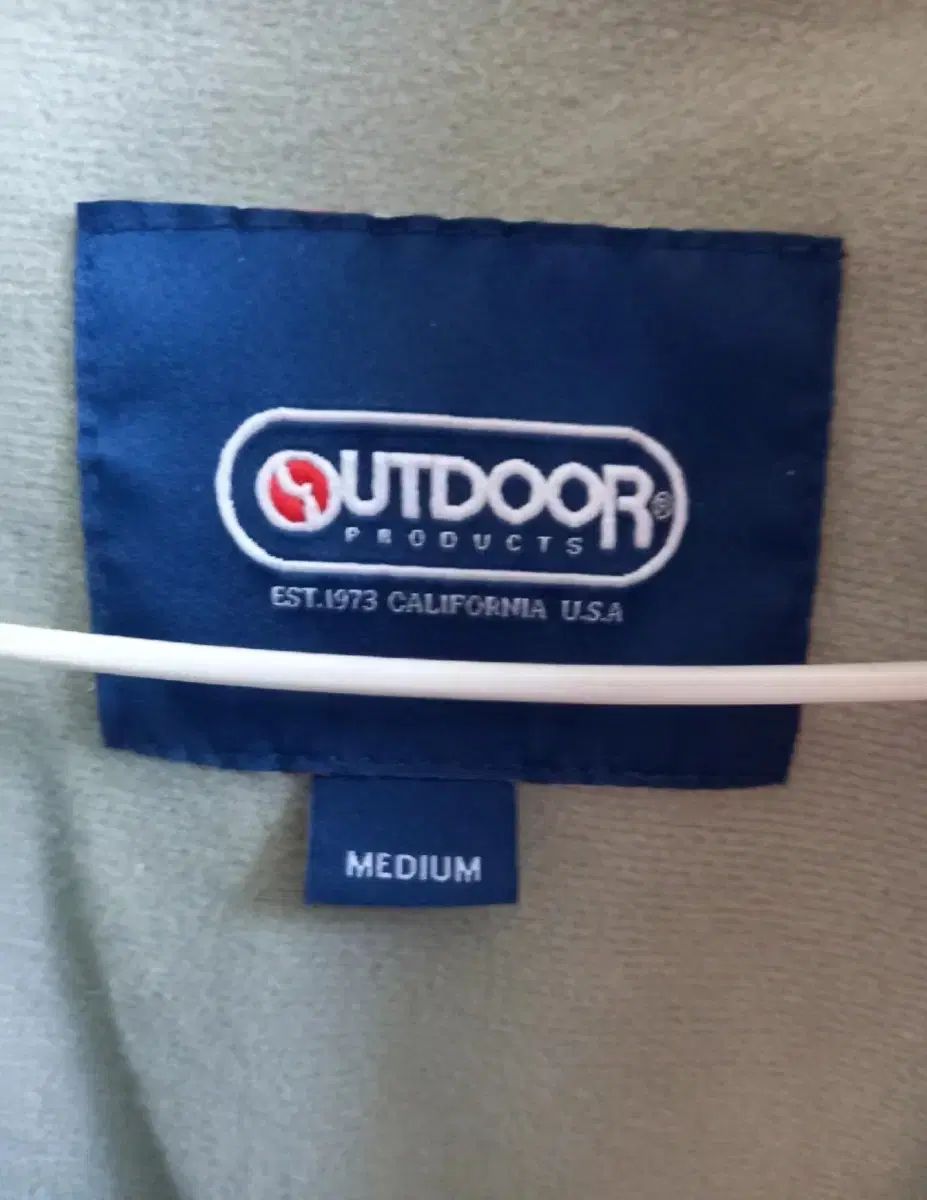 OUTDOOR®
PRODUCTS
EST.1973 CALIFORNIA U.S.A
MEDIUM